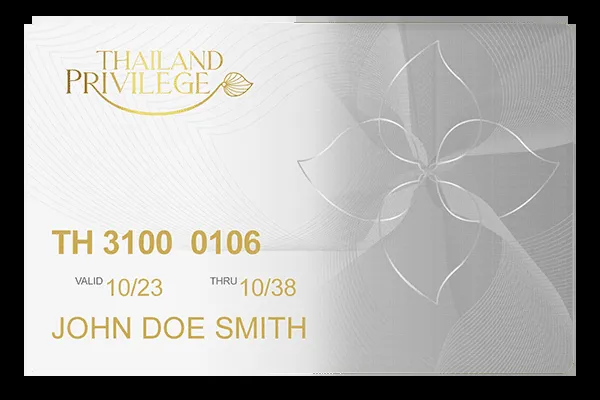 THAILAND
PRIVILEGE
TH 3100 0106
VALID 10/23 THRU 10/38
JOHN DOE SMITH